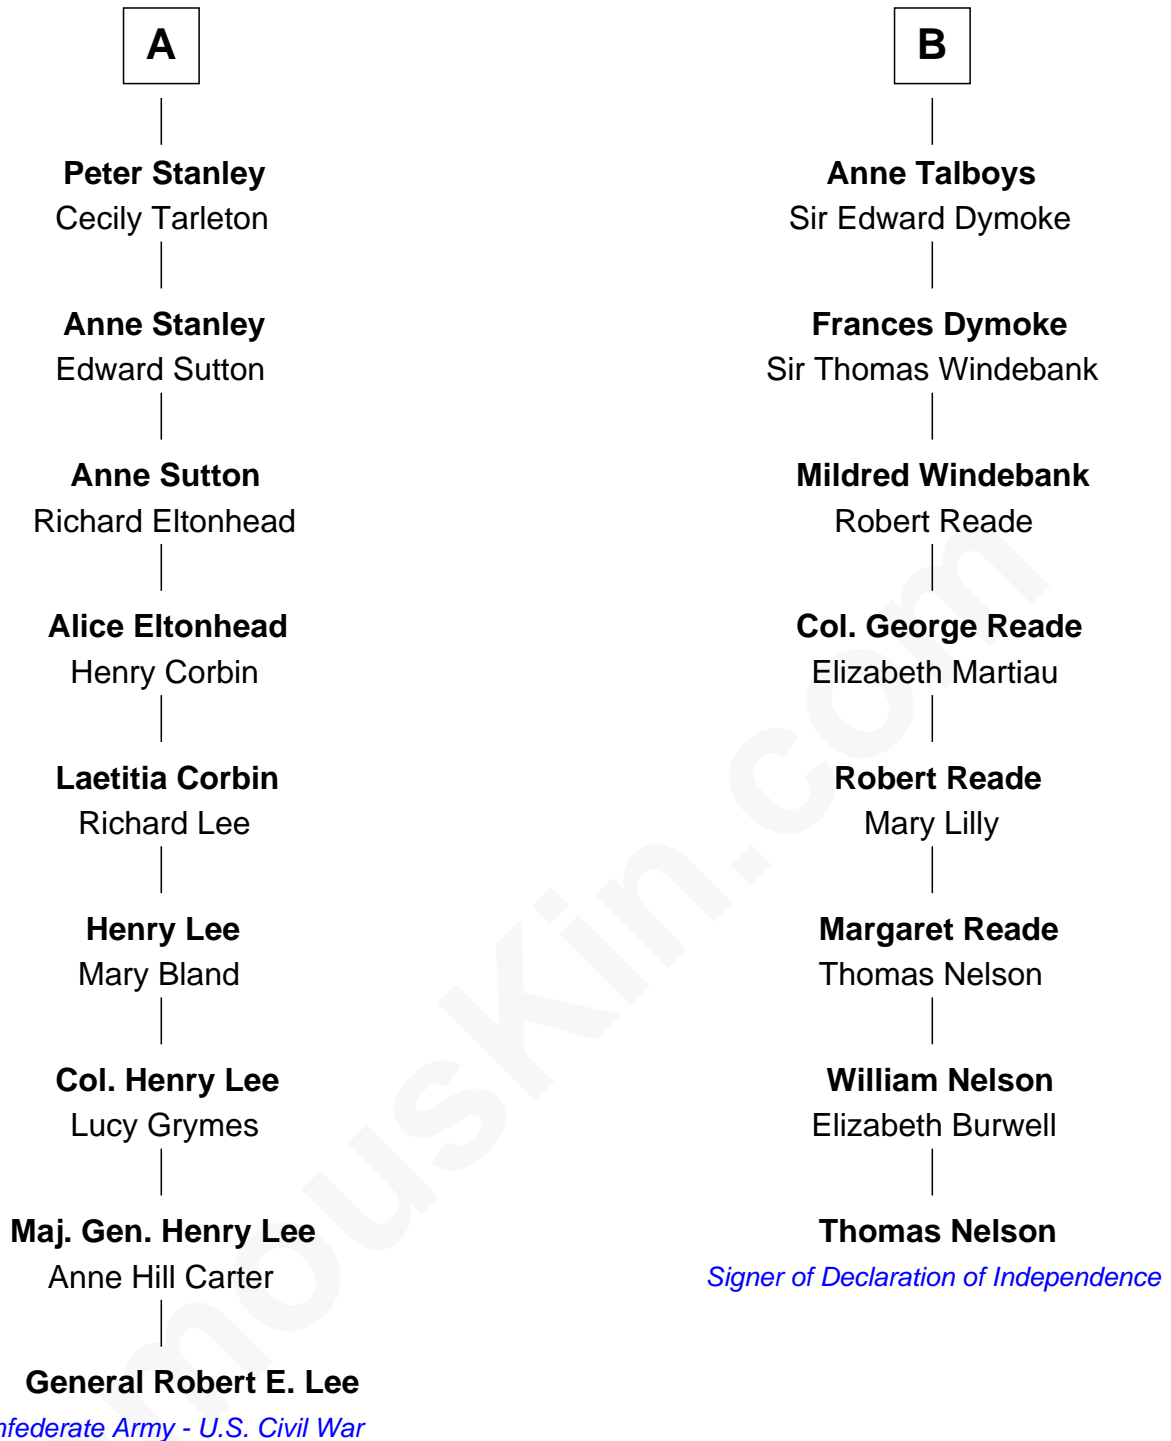 A
Peter Stanley
Cecily Tarleton
Anne Stanley
Edward Sutton
Anne Sutton
Richard Eltonhead
Alice Eltonhead
Henry Corbin
Laetitia Corbin
Richard Lee
Henry Lee
Mary Bland
Col. Henry Lee
Lucy Grymes
Maj. Gen. Henry Lee
Anne Hill Carter
General Robert E. Lee
nfederate Army - U.S. Civil War
B
Anne Talboys
Sir Edward Dymoke
Frances Dymoke
Sir Thomas Windebank
Mildred Windebank
Robert Reade
Col. George Reade
Elizabeth Martiau
Robert Reade
Mary Lilly
Margaret Reade
Thomas Nelson
William Nelson
Elizabeth Burwell
Thomas Nelson
Signer of Declaration of Independence
mousKin.com